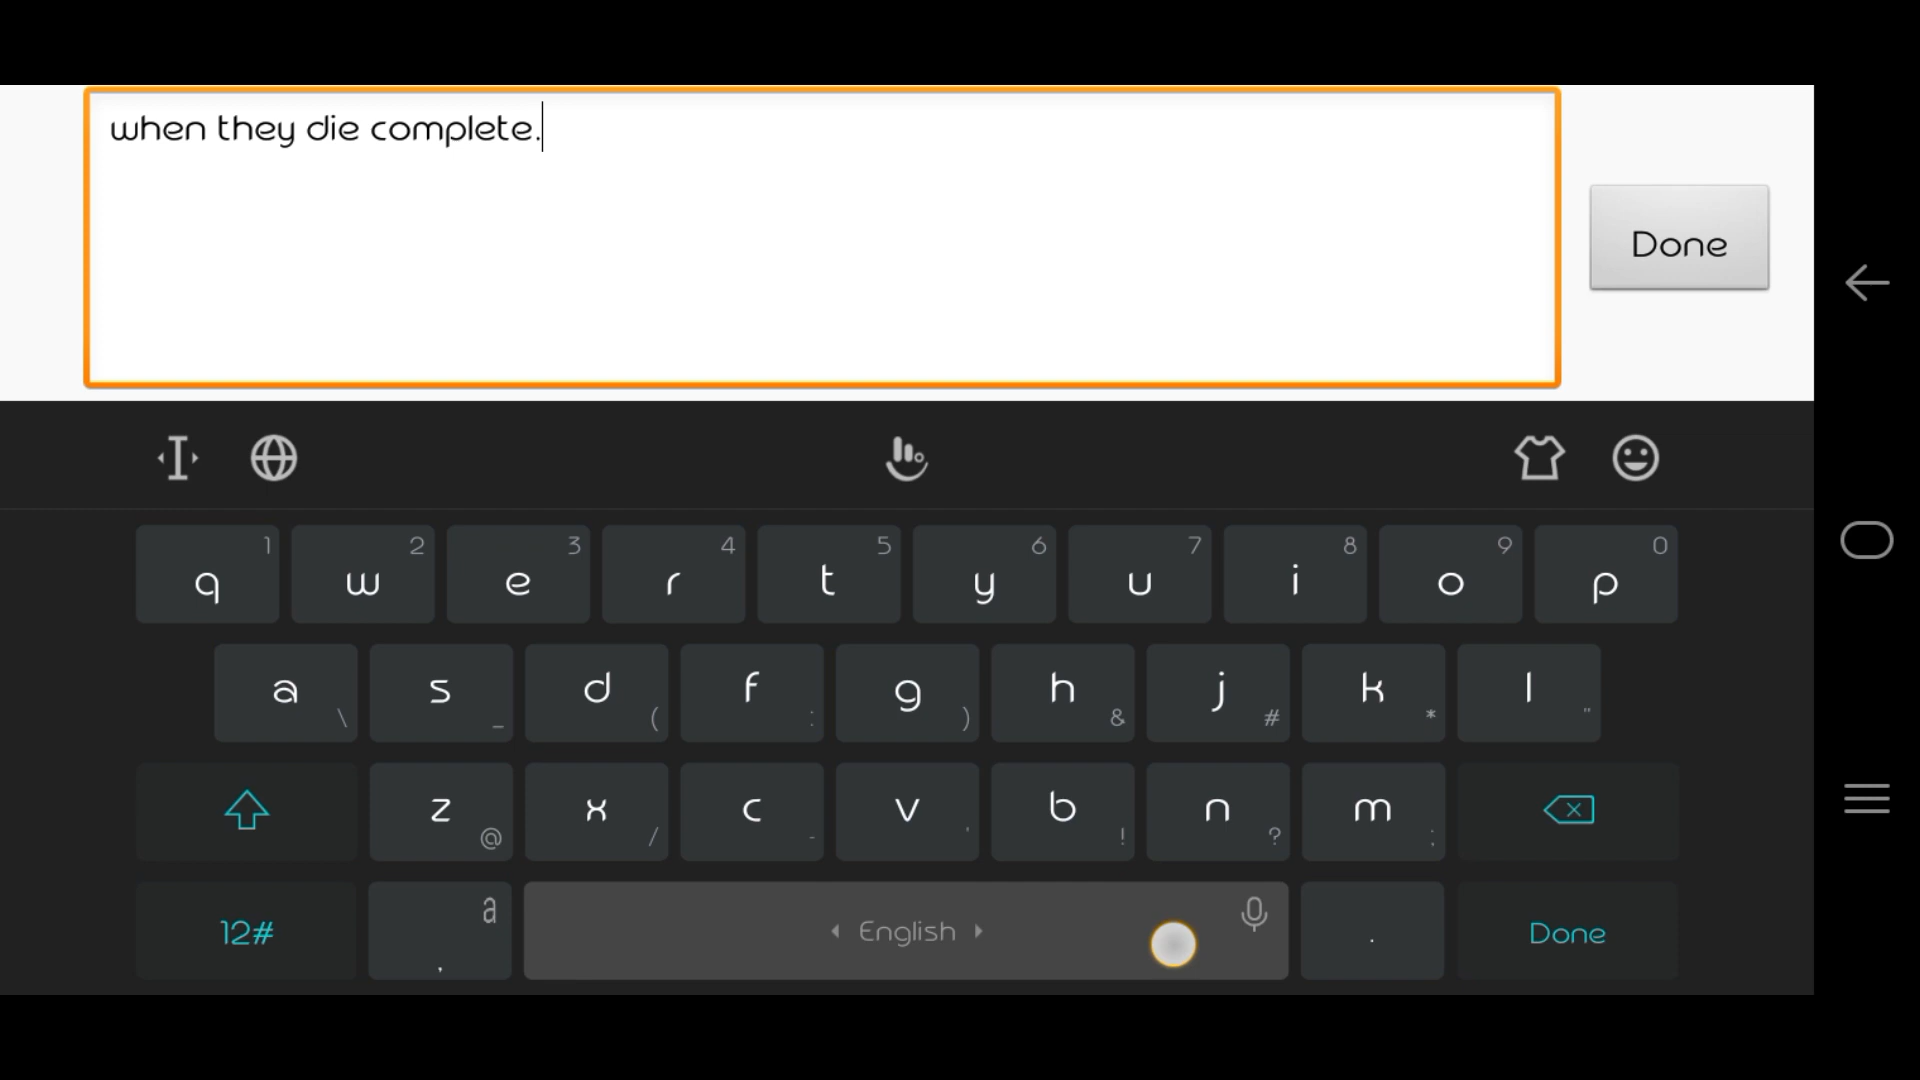 when they die complete.
Done
1 2 3 4 5 6 7 8 9 0
q w e r t y u i o p
a s d f g h j k l
\ _ ( : ) & # * "
z x c v b n m
@ / - ' ! ? ;
12# , a English . Done